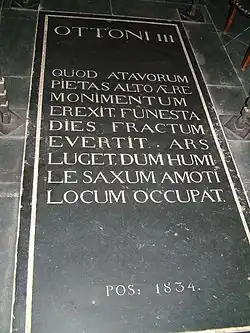 OTTONI III
QUOD ATAVORUM
PIETAS ALTO ÆRE
MONIMENTUM
EREXIT. FUNESTA
DIES FRACTUM
EVERTIT. ARS
LUGET, DUM HUMI-
LE SAXUM AMOTI
LOCUM OCCUPAT.
POS: 1834.